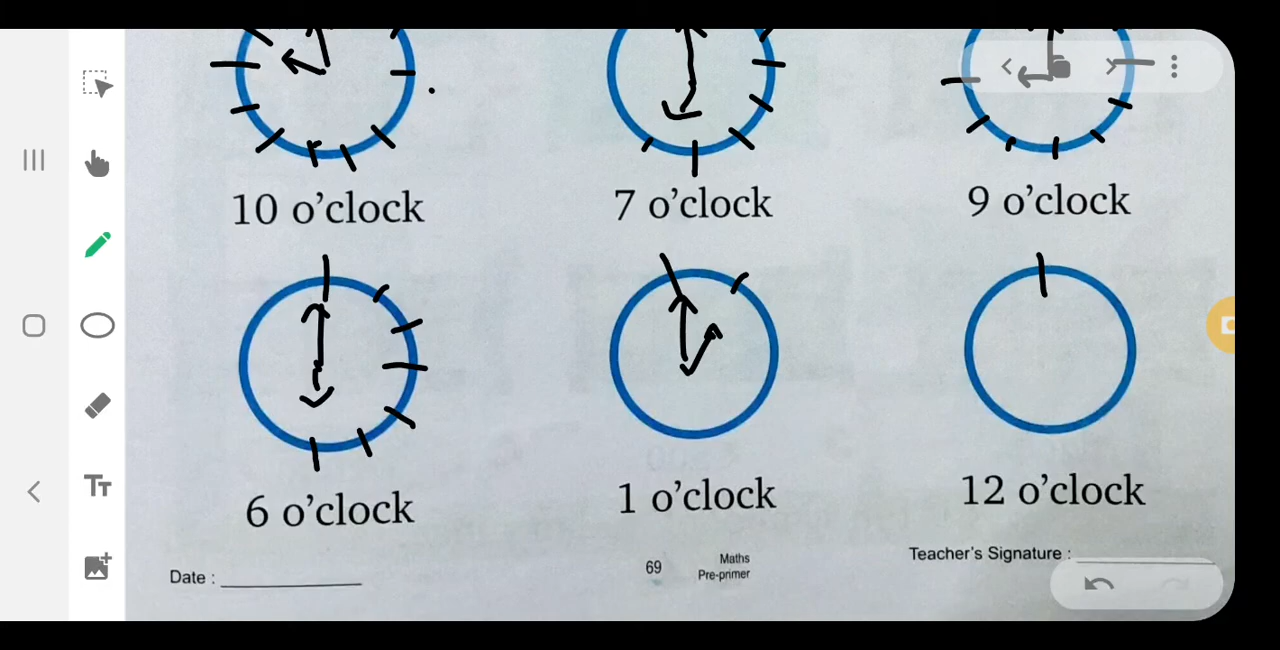 10 o'clock
7 o'clock
9 o'clock
6 o'clock
1 o'clock
12 o'clock
Date :
69
Maths
Pre-primer
Teacher's Signature :
Tт